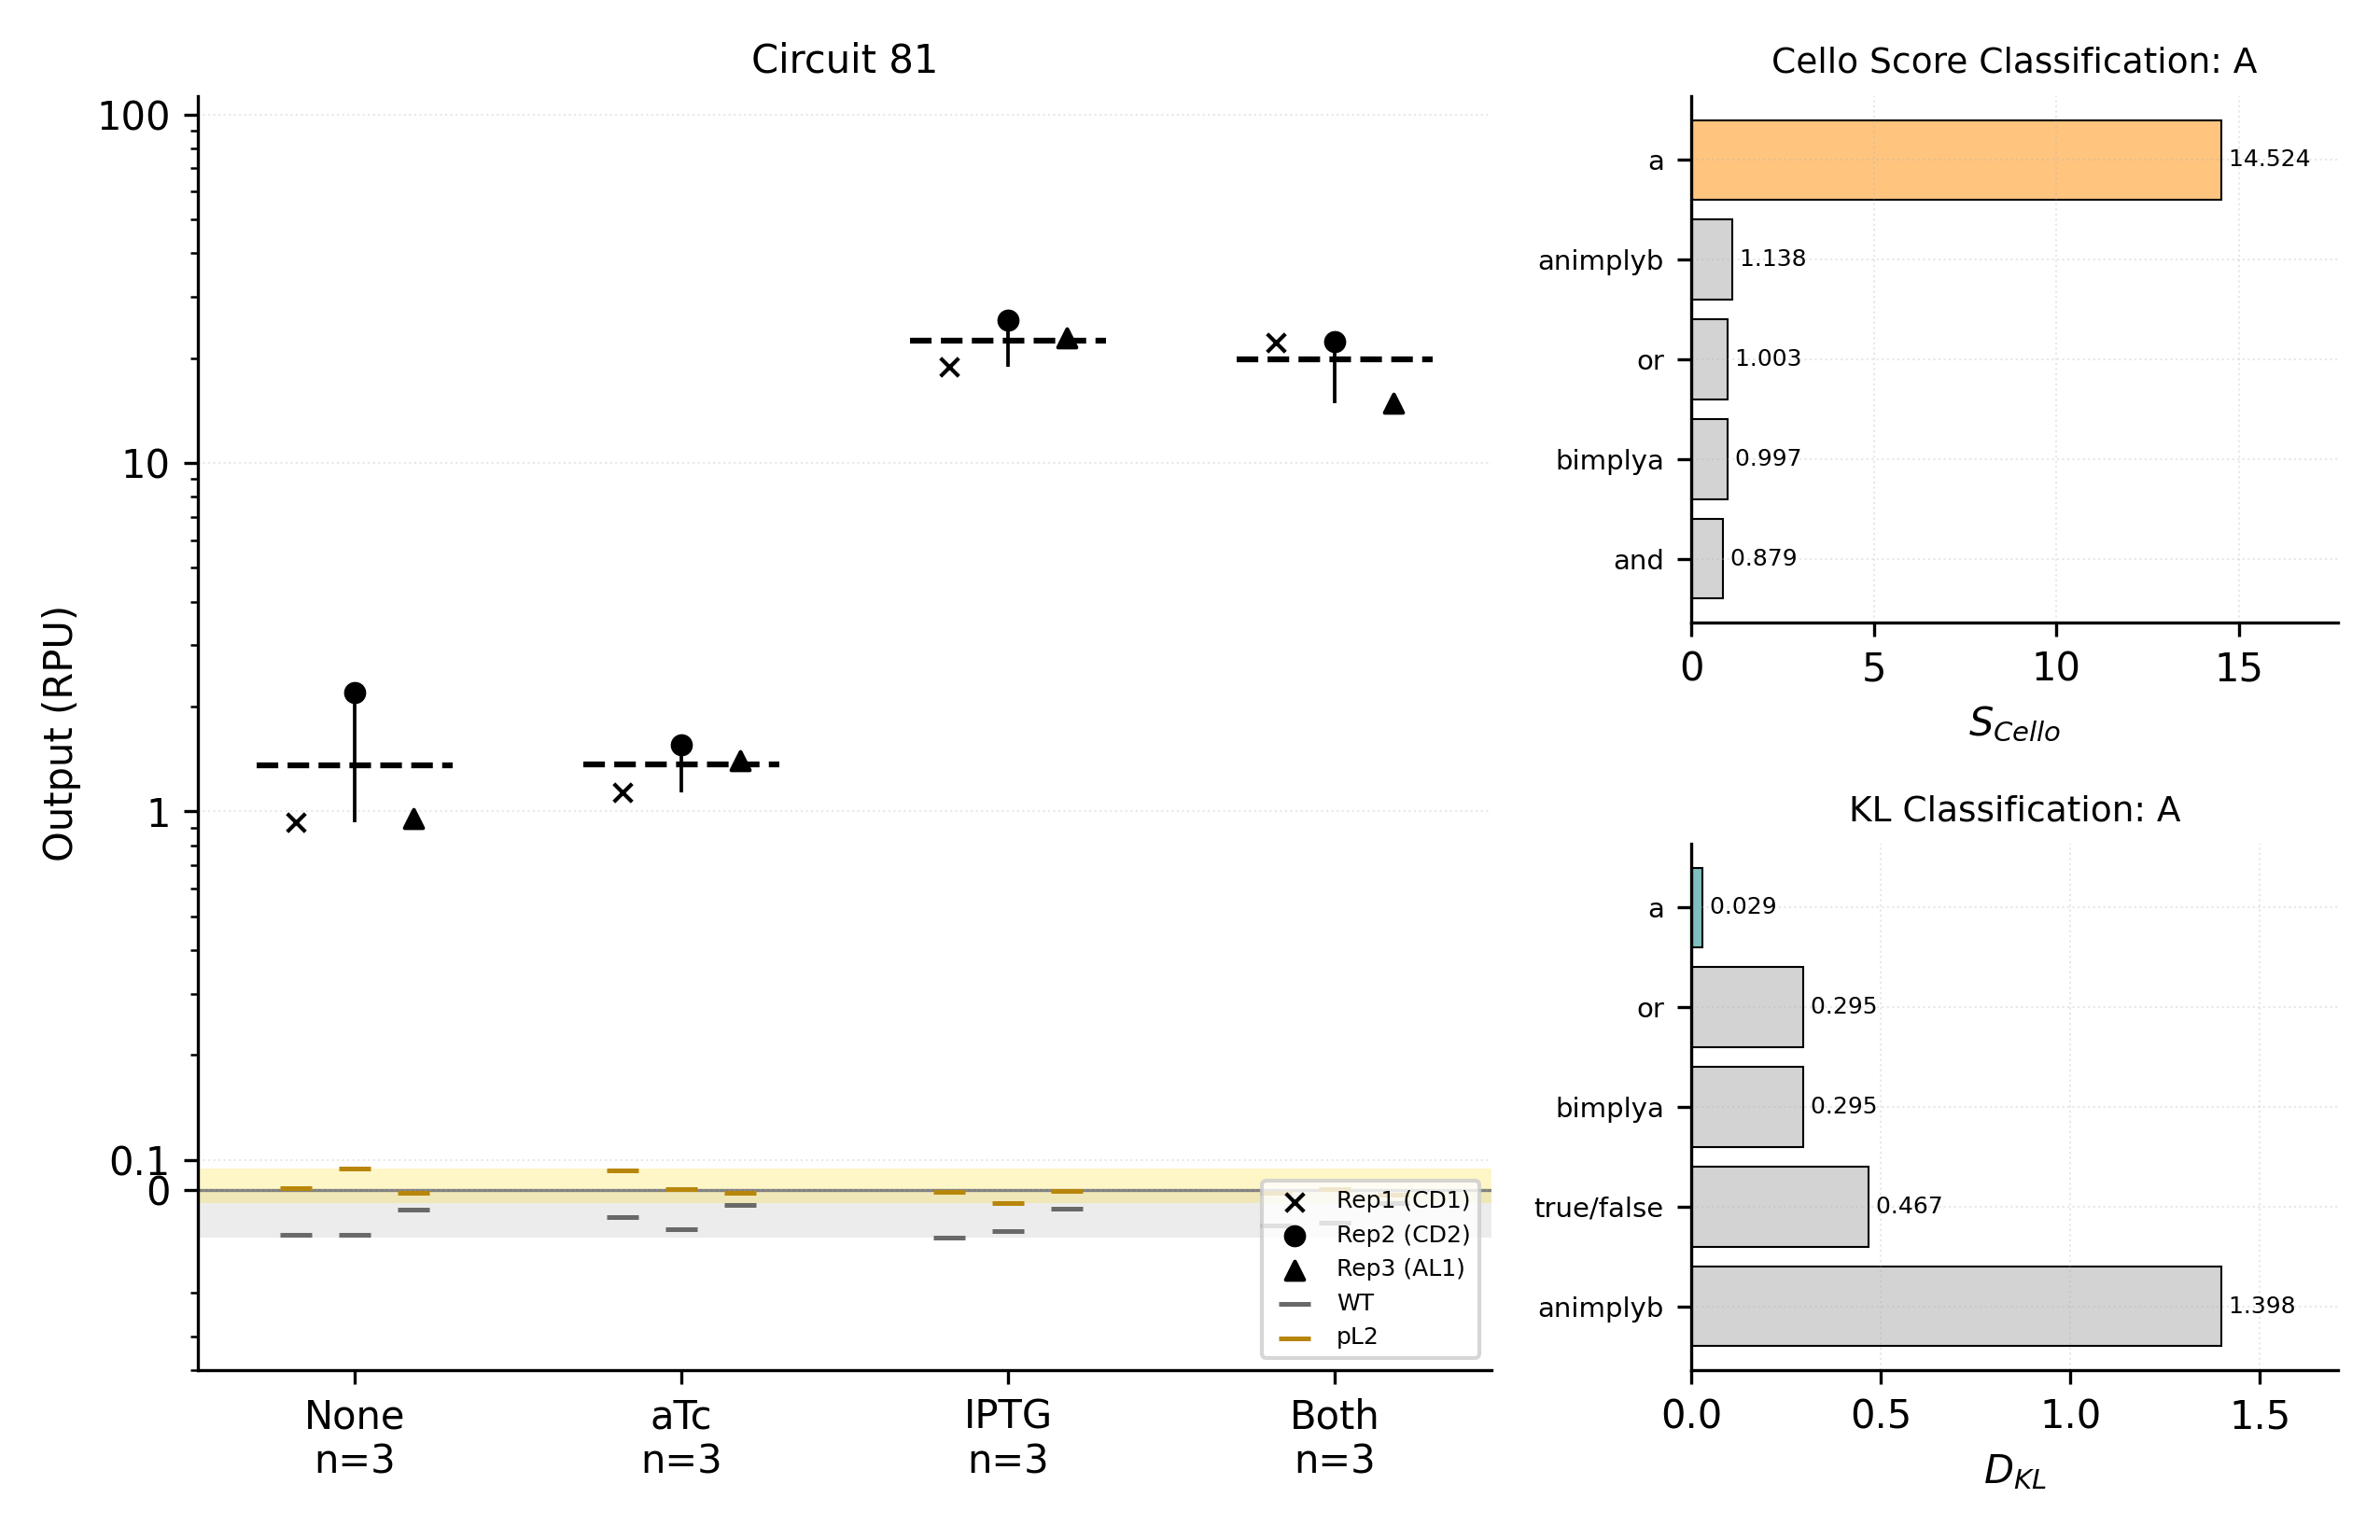 Circuit 81
Output (RPU)
100
10
1
0.1
0
None
n=3
aTc
n=3
IPTG
n=3
Both
n=3
Rep1 (CD1)
Rep2 (CD2)
Rep3 (AL1)
WT
pL2
Cello Score Classification: A
a
14.524
animplyb
1.138
or
1.003
bimplya
0.997
and
0.879
0 5 10 15
S_Cello
KL Classification: A
a
0.029
or
0.295
bimplya
0.295
true/false
0.467
animplyb
1.398
0.0 0.5 1.0 1.5
D_KL